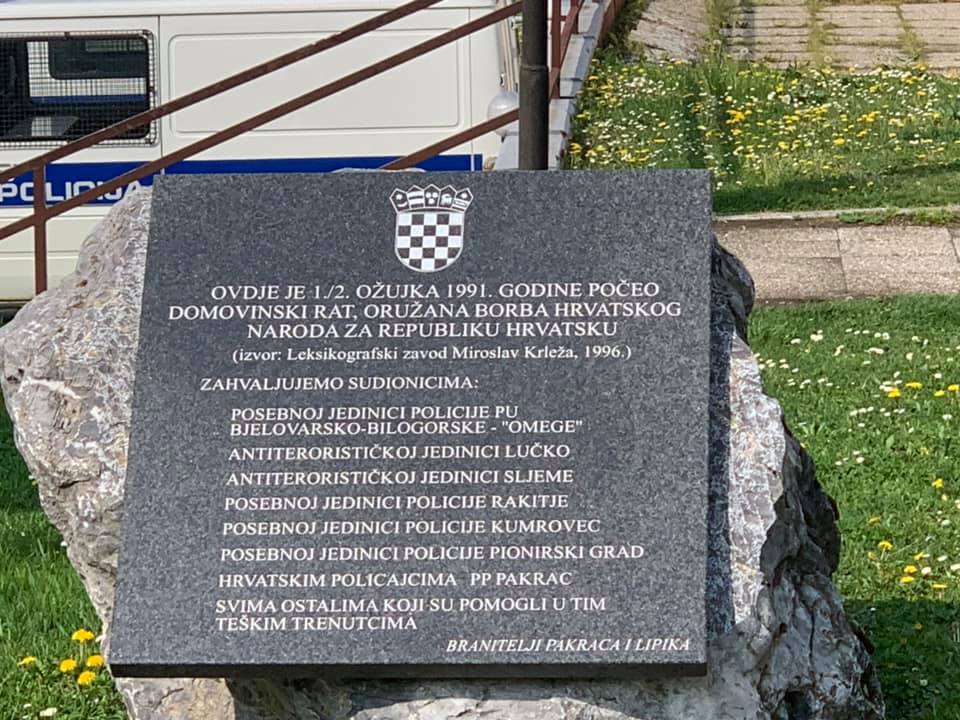 POLICIJA
OVDJE JE 1./2. OŽUJKA 1991. GODINE POČEO
DOMOVINSKI RAT, ORUŽANA BORBA HRVATSKOG
NARODA ZA REPUBLIKU HRVATSKU
(izvor: Leksikografski zavod Miroslav Krleža, 1996.)
ZAHVALJUJEMO SUDIONICIMA:
POSEBNOJ JEDINICI POLICIJE PU
BJELOVARSKO-BILOGORSKE - "OMEGE"
ANTITERORISTIČKOJ JEDINICI LUČKO
ANTITERORISTIČKOJ JEDINICI SLJEME
POSEBNOJ JEDINICI POLICIJE RAKITJE
POSEBNOJ JEDINICI POLICIJE KUMROVEC
POSEBNOJ JEDINICI POLICIJE PIONIRSKI GRAD
HRVATSKIM POL1CAJCIMA PP PAKRAC
SVIMA OSTALIMA KOJI SU POMOGLI U TIM
TEŠKIM TRENUTCIMA
BRANITELJI PAKRACA I LIPIKA